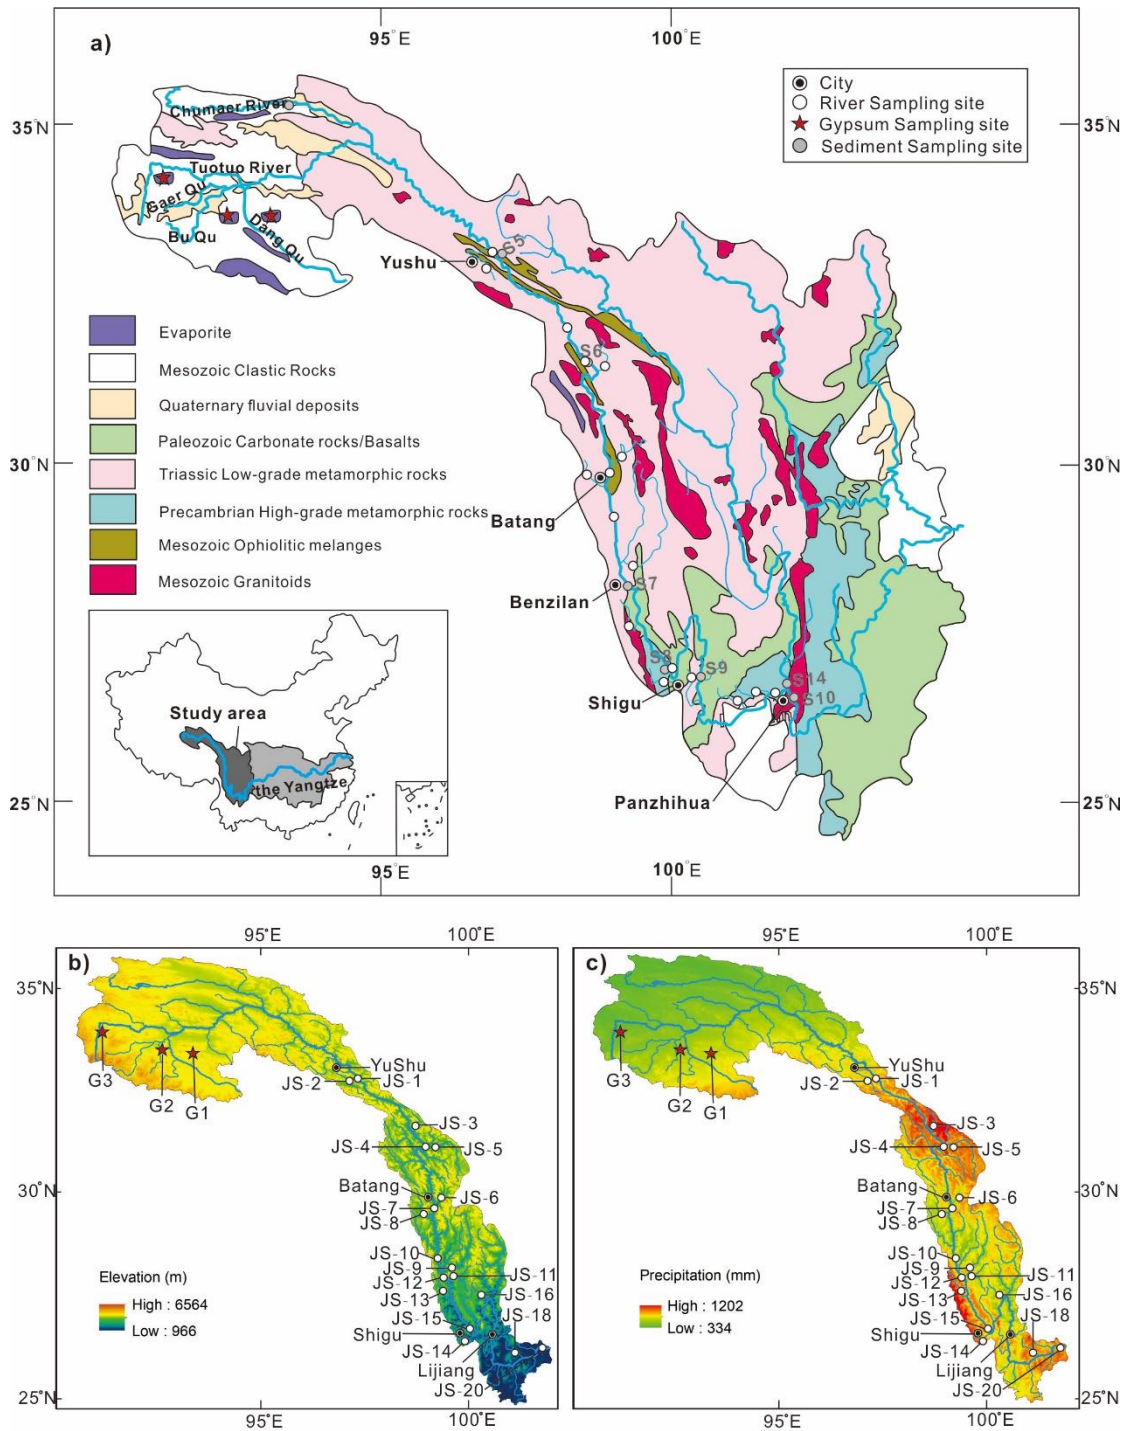 a)
95°E
100°E
City
River Sampling site
Gypsum Sampling site
Sediment Sampling site
35°N
35°N
Chumaer River
Tuotuo River
Gaer Qu
Bu Qu
Dang Qu
Yushu
S5
Evaporite
Mesozoic Clastic Rocks
Quaternary fluvial deposits
Paleozoic Carbonate rocks/Basalts
Triassic Low-grade metamorphic rocks
Precambrian High-grade metamorphic rocks
Mesozoic Ophiolitic melanges
Mesozoic Granitoids
S6
30°N
30°N
Batang
Benzilan
S7
S8
S9
S14
S10
Shigu
Panzhihua
Study area
the Yangtze
25°N
25°N
95°E
100°E
95°E
100°E
b)
35°N
G3
G2
G1
YuShu
JS-2
JS-1
JS-3
JS-4
JS-5
30°N
Batang
JS-6
JS-7
JS-8
JS-10
JS-9
JS-12
JS-11
JS-13
JS-16
JS-15
JS-18
Shigu
JS-14
Lijiang
JS-20
Elevation (m)
High : 6564
Low : 966
25°N
95°E
100°E
95°E
100°E
c)
35°N
G3
G2
G1
YuShu
JS-2
JS-1
JS-3
JS-4
JS-5
30°N
Batang
JS-6
JS-7
JS-8
JS-10
JS-9
JS-12
JS-11
JS-13
JS-16
JS-15
JS-18
Shigu
JS-14
Lijiang
JS-20
Precipitation (mm)
High : 1202
Low : 334
25°N
95°E
100°E